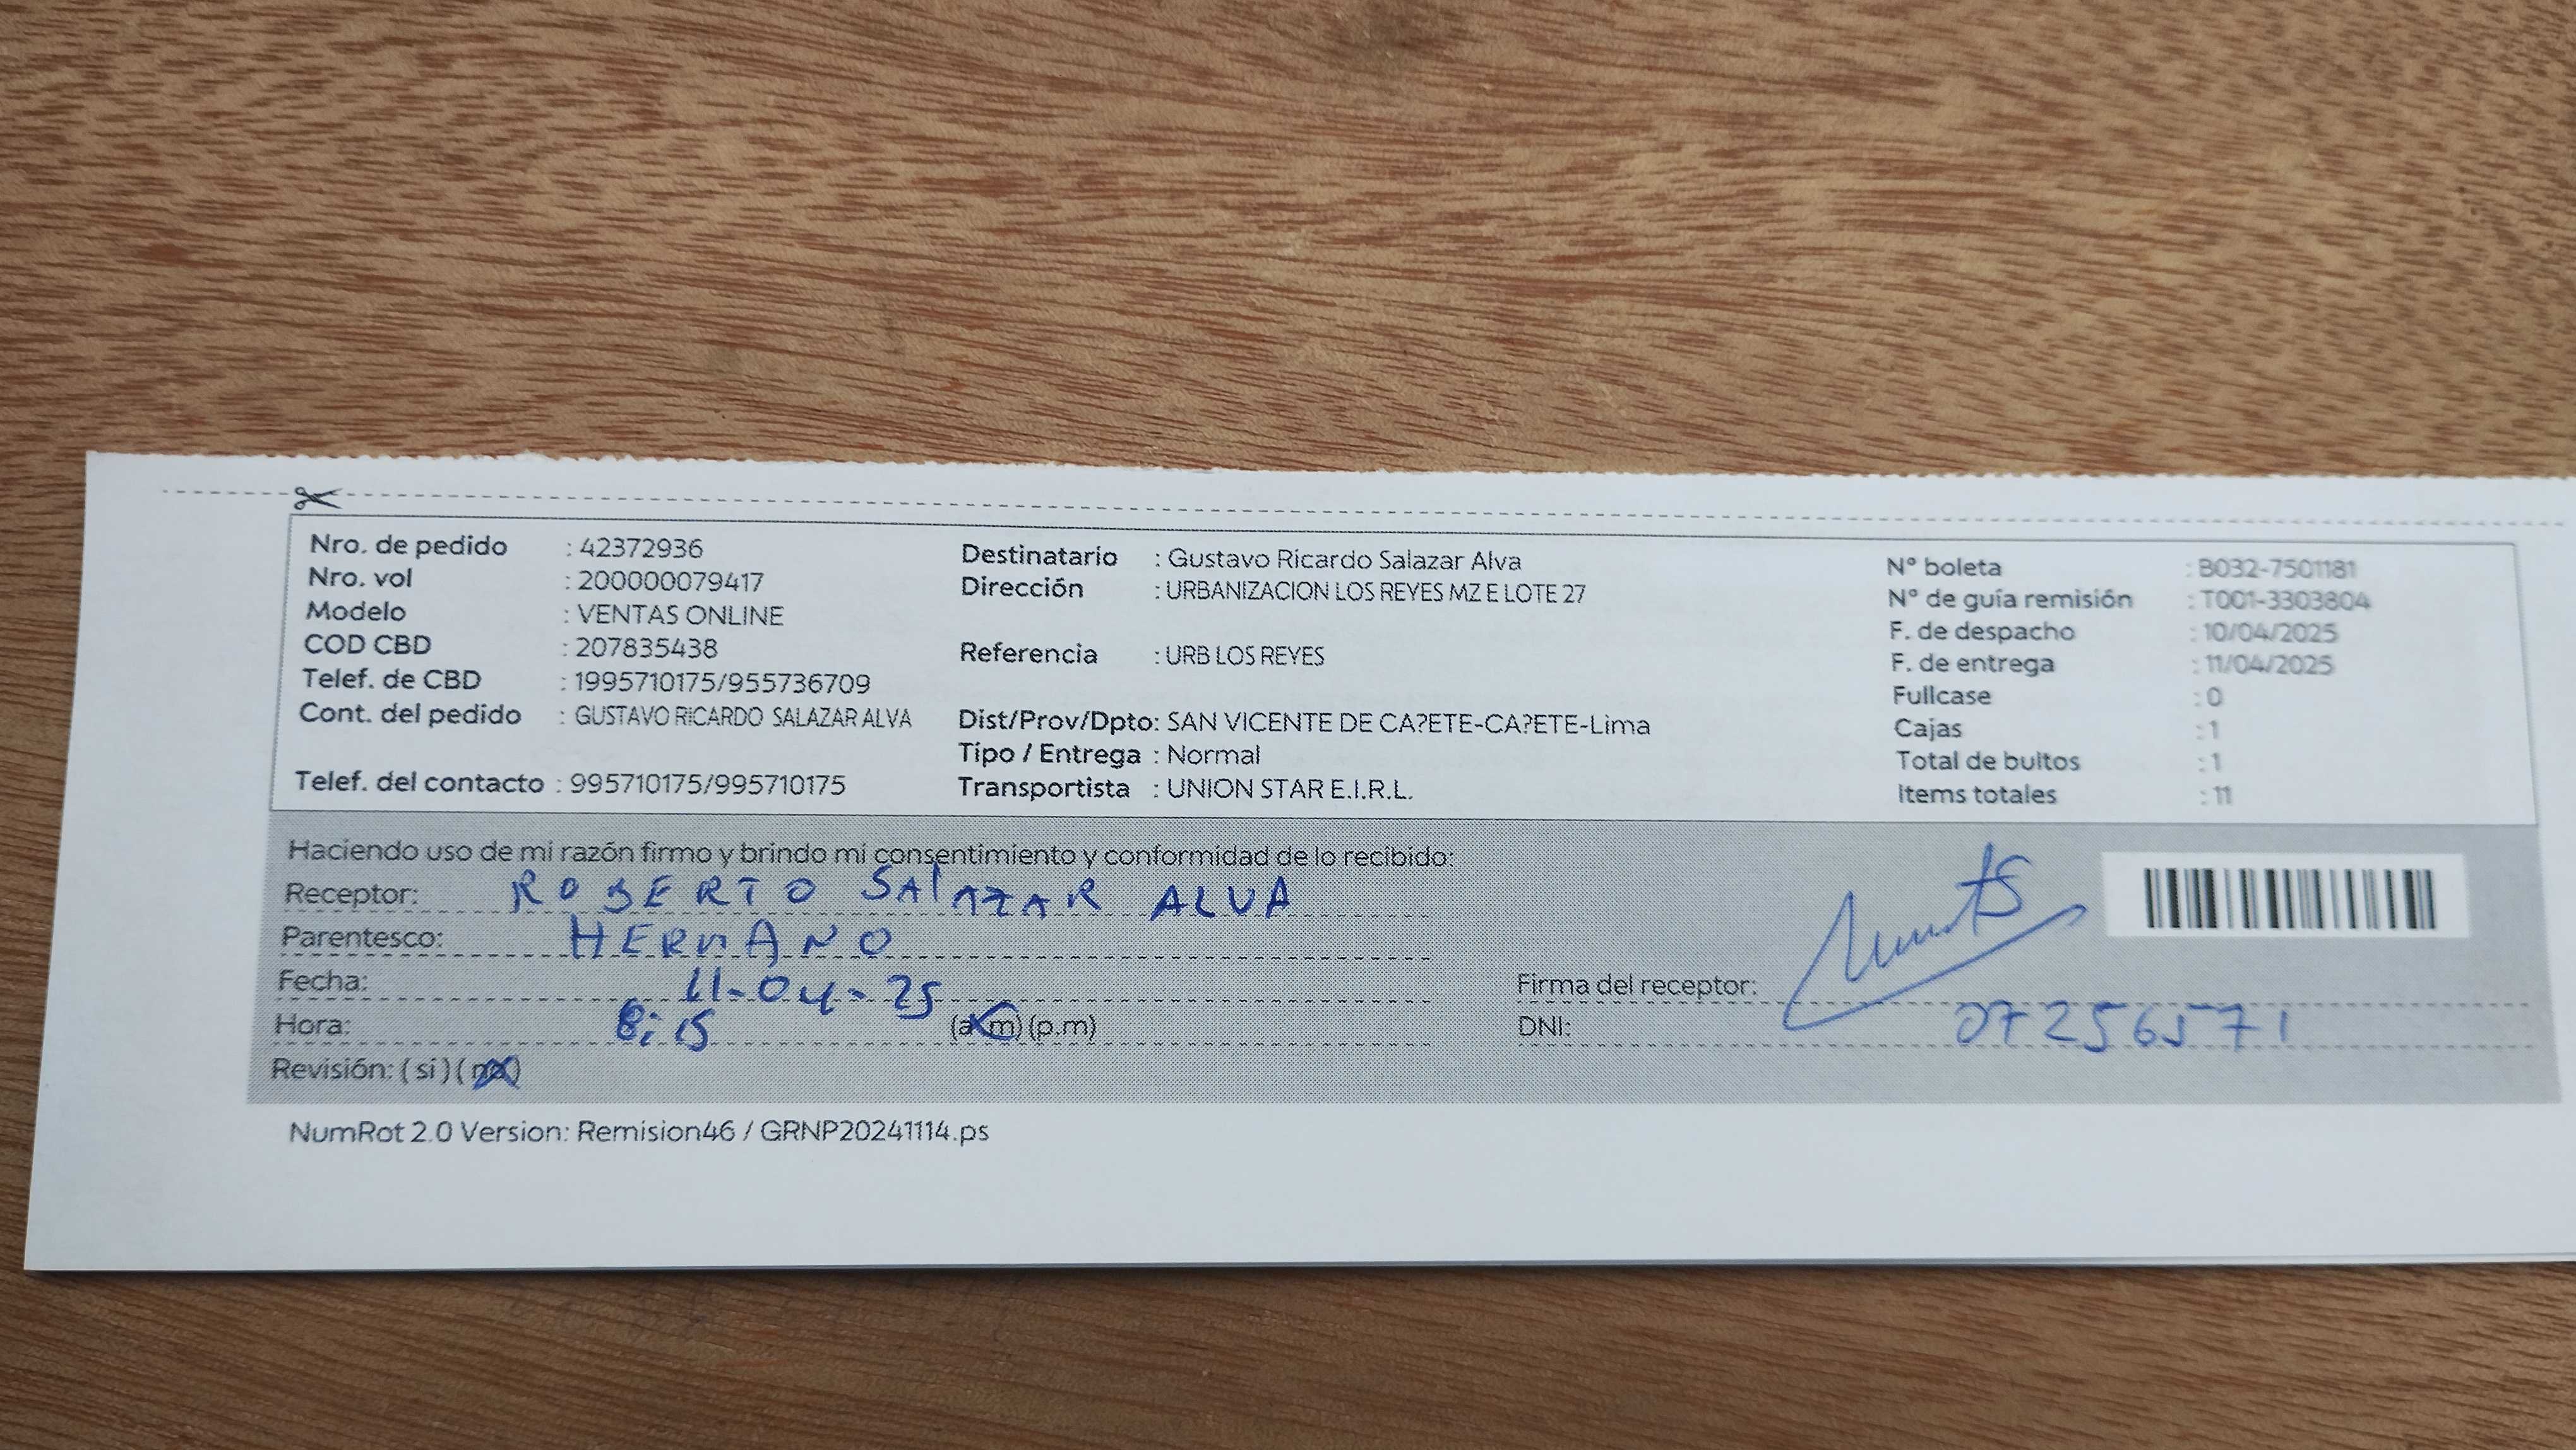 Nro. de pedido : 42372936
Nro. vol : 200000079417
Modelo : VENTAS ONLINE
COD CBD : 207835438
Telef. de CBD : 1995710175/955736709
Cont. del pedido : GUSTAVO RICARDO SALAZAR ALVA
Telef. del contacto : 995710175/995710175
Destinatario : Gustavo Ricardo Salazar Alva
Dirección : URBANIZACION LOS REYES MZ E LOTE 27
Referencia : URB LOS REYES
Dist/Prov/Dpto: SAN VICENTE DE CA?ETE-CA?ETE-Lima
Tipo / Entrega : Normal
Transportista : UNION STAR E.I.R.L.
Nº boleta : B032-7501181
Nº de guía remisión : T001-3303804
F. de despacho : 10/04/2025
F. de entrega : 11/04/2025
Fullcase : 0
Cajas : 1
Total de bultos : 1
Items totales : 11
Haciendo uso de mi razón firmo y brindo mi consentimiento y conformidad de lo recibido:
Receptor: ROBERTO SAlAZAR ALVA
Parentesco: HERMANO
Fecha: 11-04-25
Hora: 8:15 (a.m) (p.m)
Revisión: ( si ) ( no )
Firma del receptor:
DNI: 07256571
NumRot 2.0 Version: Remision46 / GRNP20241114.ps